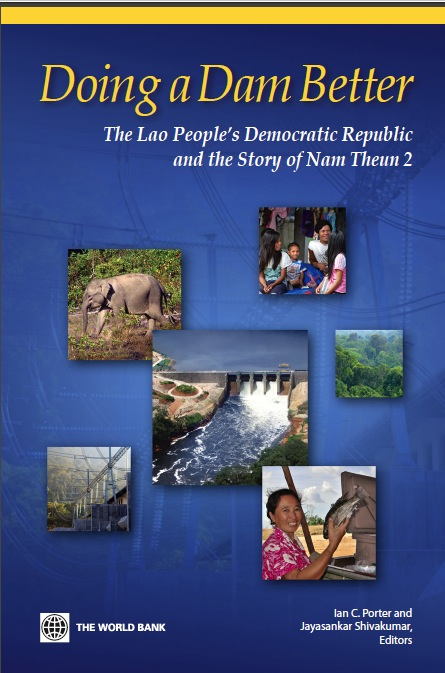 Doing a Dam Better
The Lao People's Democratic Republic
and the Story of Nam Theun 2
THE WORLD BANK
Ian C. Porter and
Jayasankar Shivakumar,
Editors